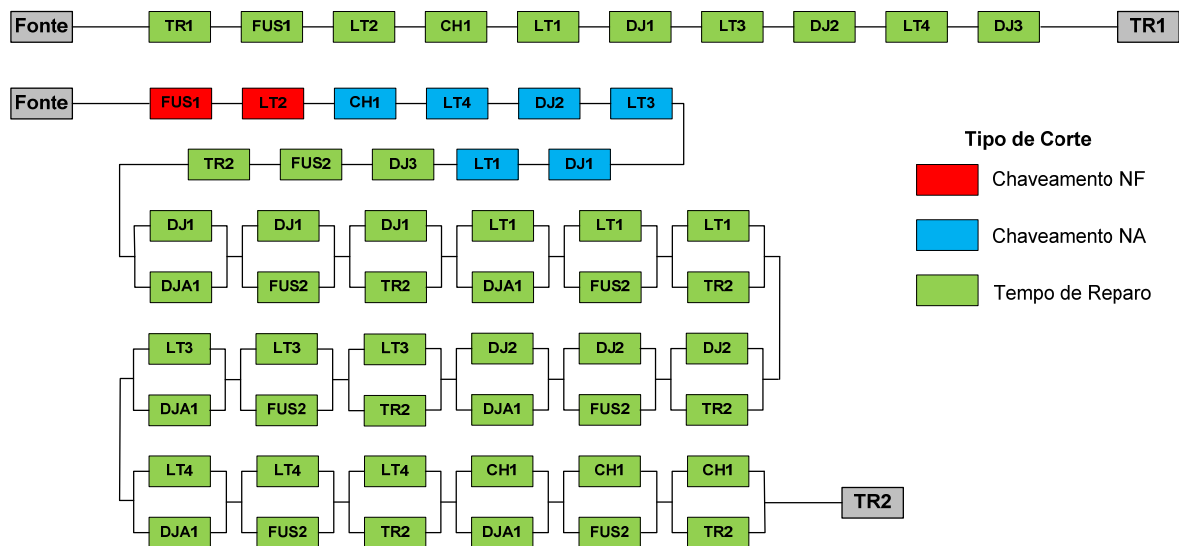 Fonte TR1 FUS1 LT2 CH1 LT1 DJ1 LT3 DJ2 LT4 DJ3 TR1
Fonte FUS1 LT2 CH1 LT4 DJ2 LT3
TR2 FUS2 DJ3 LT1 DJ1
DJ1 DJ1 DJ1 LT1 LT1 LT1
DJA1 FUS2 TR2 DJA1 FUS2 TR2
LT3 LT3 LT3 DJ2 DJ2 DJ2
DJA1 FUS2 TR2 DJA1 FUS2 TR2
LT4 LT4 LT4 CH1 CH1 CH1
DJA1 FUS2 TR2 DJA1 FUS2 TR2
TR2
Tipo de Corte
Chaveamento NF
Chaveamento NA
Tempo de Reparo